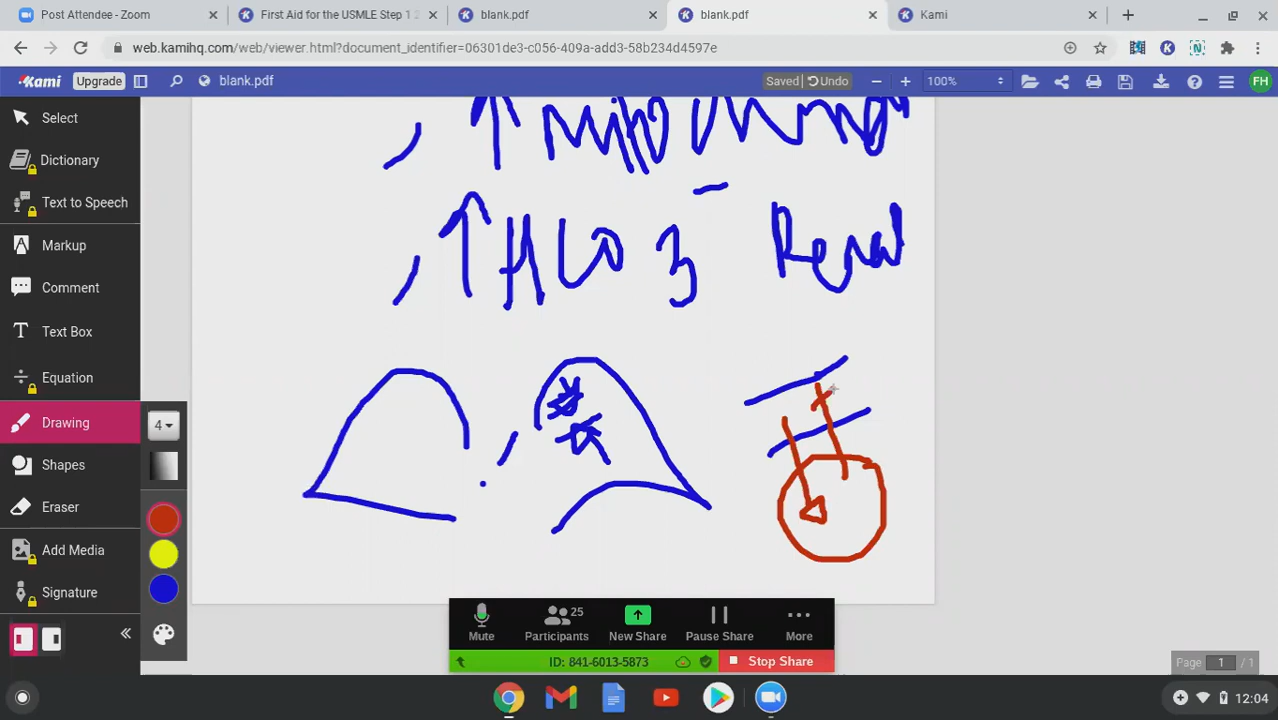 Post Attendee - Zoom
First Aid for the USMLE Step 1 2
blank.pdf
blank.pdf
Kami
web.kamihq.com/web/viewer.html?document_identifier=06301de3-c056-409a-add3-58b234d4597e
Kami Upgrade blank.pdf Saved Undo 100% FH
Select
Dictionary
Text to Speech
Markup
Comment
Text Box
Equation
Drawing
4
Shapes
Eraser
Add Media
Signature
↑
↑ HCO3 Renal
Mute
Participants 25
New Share
Pause Share
More
ID: 841-6013-5873 Stop Share
Page 1 / 1
12:04